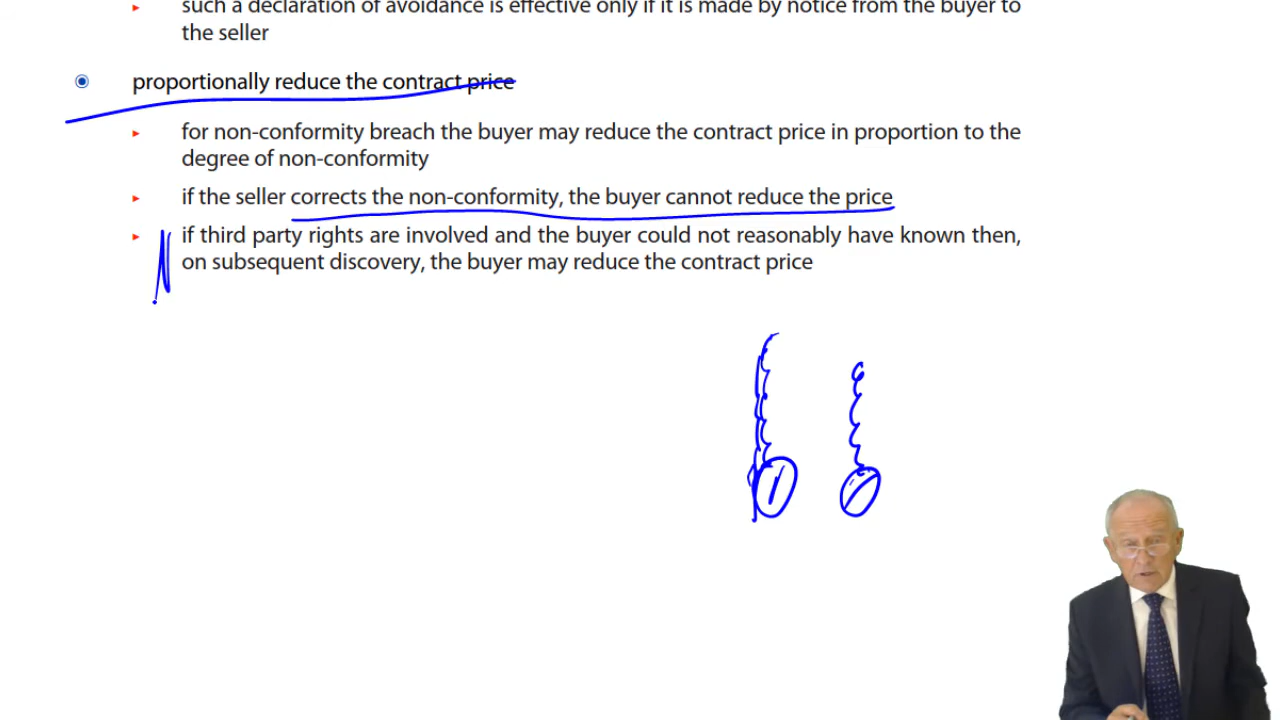 such a declaration of avoidance is effective only if it is made by notice from the buyer to
the seller
proportionally reduce the contract price
for non-conformity breach the buyer may reduce the contract price in proportion to the
degree of non-conformity
if the seller corrects the non-conformity, the buyer cannot reduce the price
if third party rights are involved and the buyer could not reasonably have known then,
on subsequent discovery, the buyer may reduce the contract price